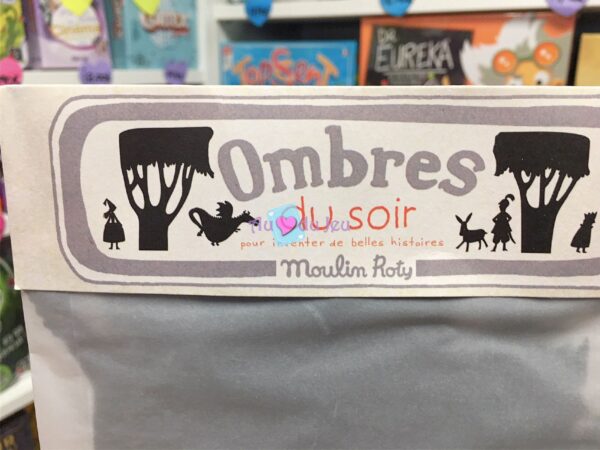 Dr EUREKA
Ombres
du soir
pour inventer de belles histoires
Moulin Roty